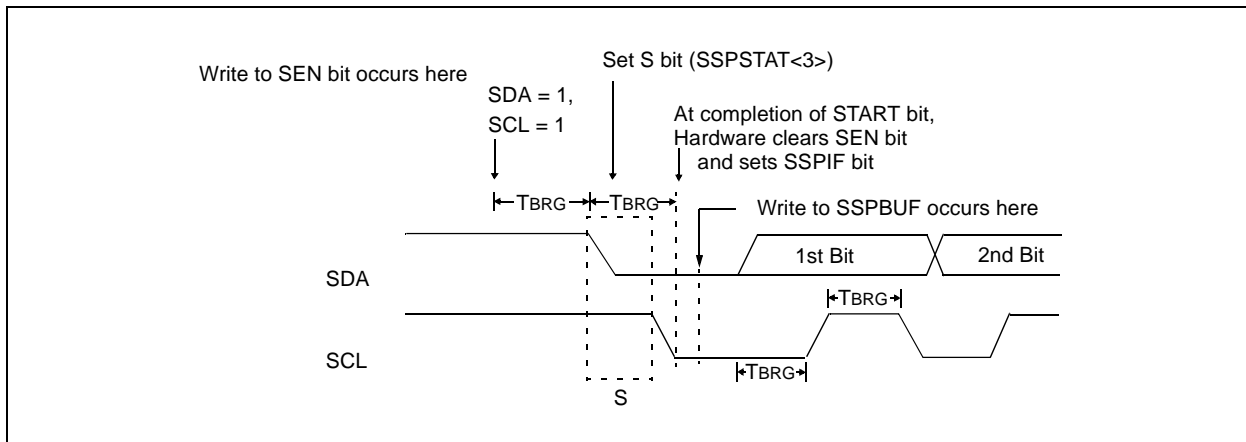 Set S bit (SSPSTAT<3>)
Write to SEN bit occurs here
SDA = 1,
SCL = 1
At completion of START bit,
Hardware clears SEN bit
and sets SSPIF bit
TBRG
TBRG
Write to SSPBUF occurs here
1st Bit
2nd Bit
SDA
TBRG
SCL
TBRG
S